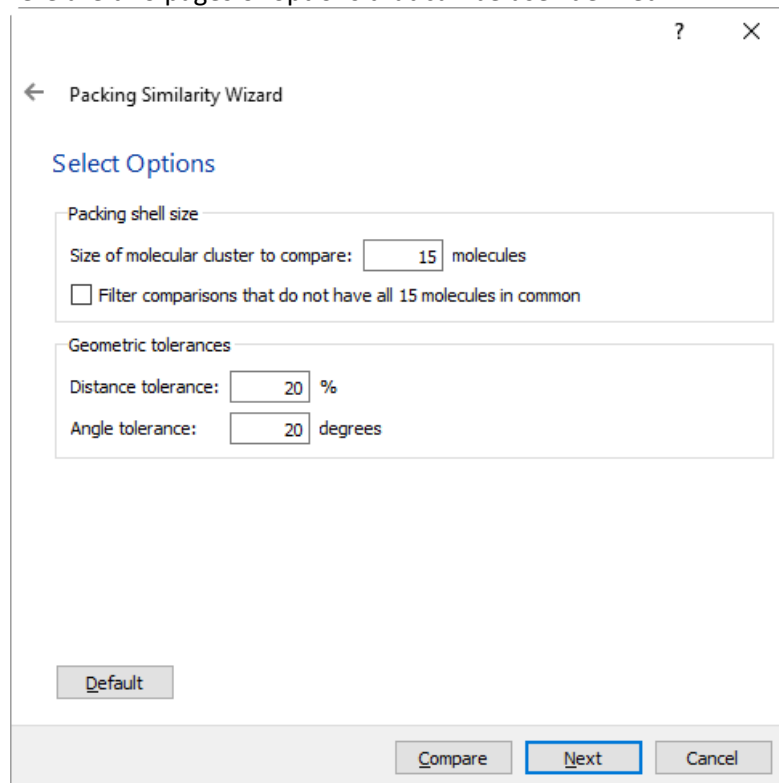 ?
Packing Similarity Wizard
Select Options
Packing shell size
Size of molecular cluster to compare: 15 molecules
Filter comparisons that do not have all 15 molecules in common
Geometric tolerances
Distance tolerance: 20 %
Angle tolerance: 20 degrees
Default
Compare Next Cancel